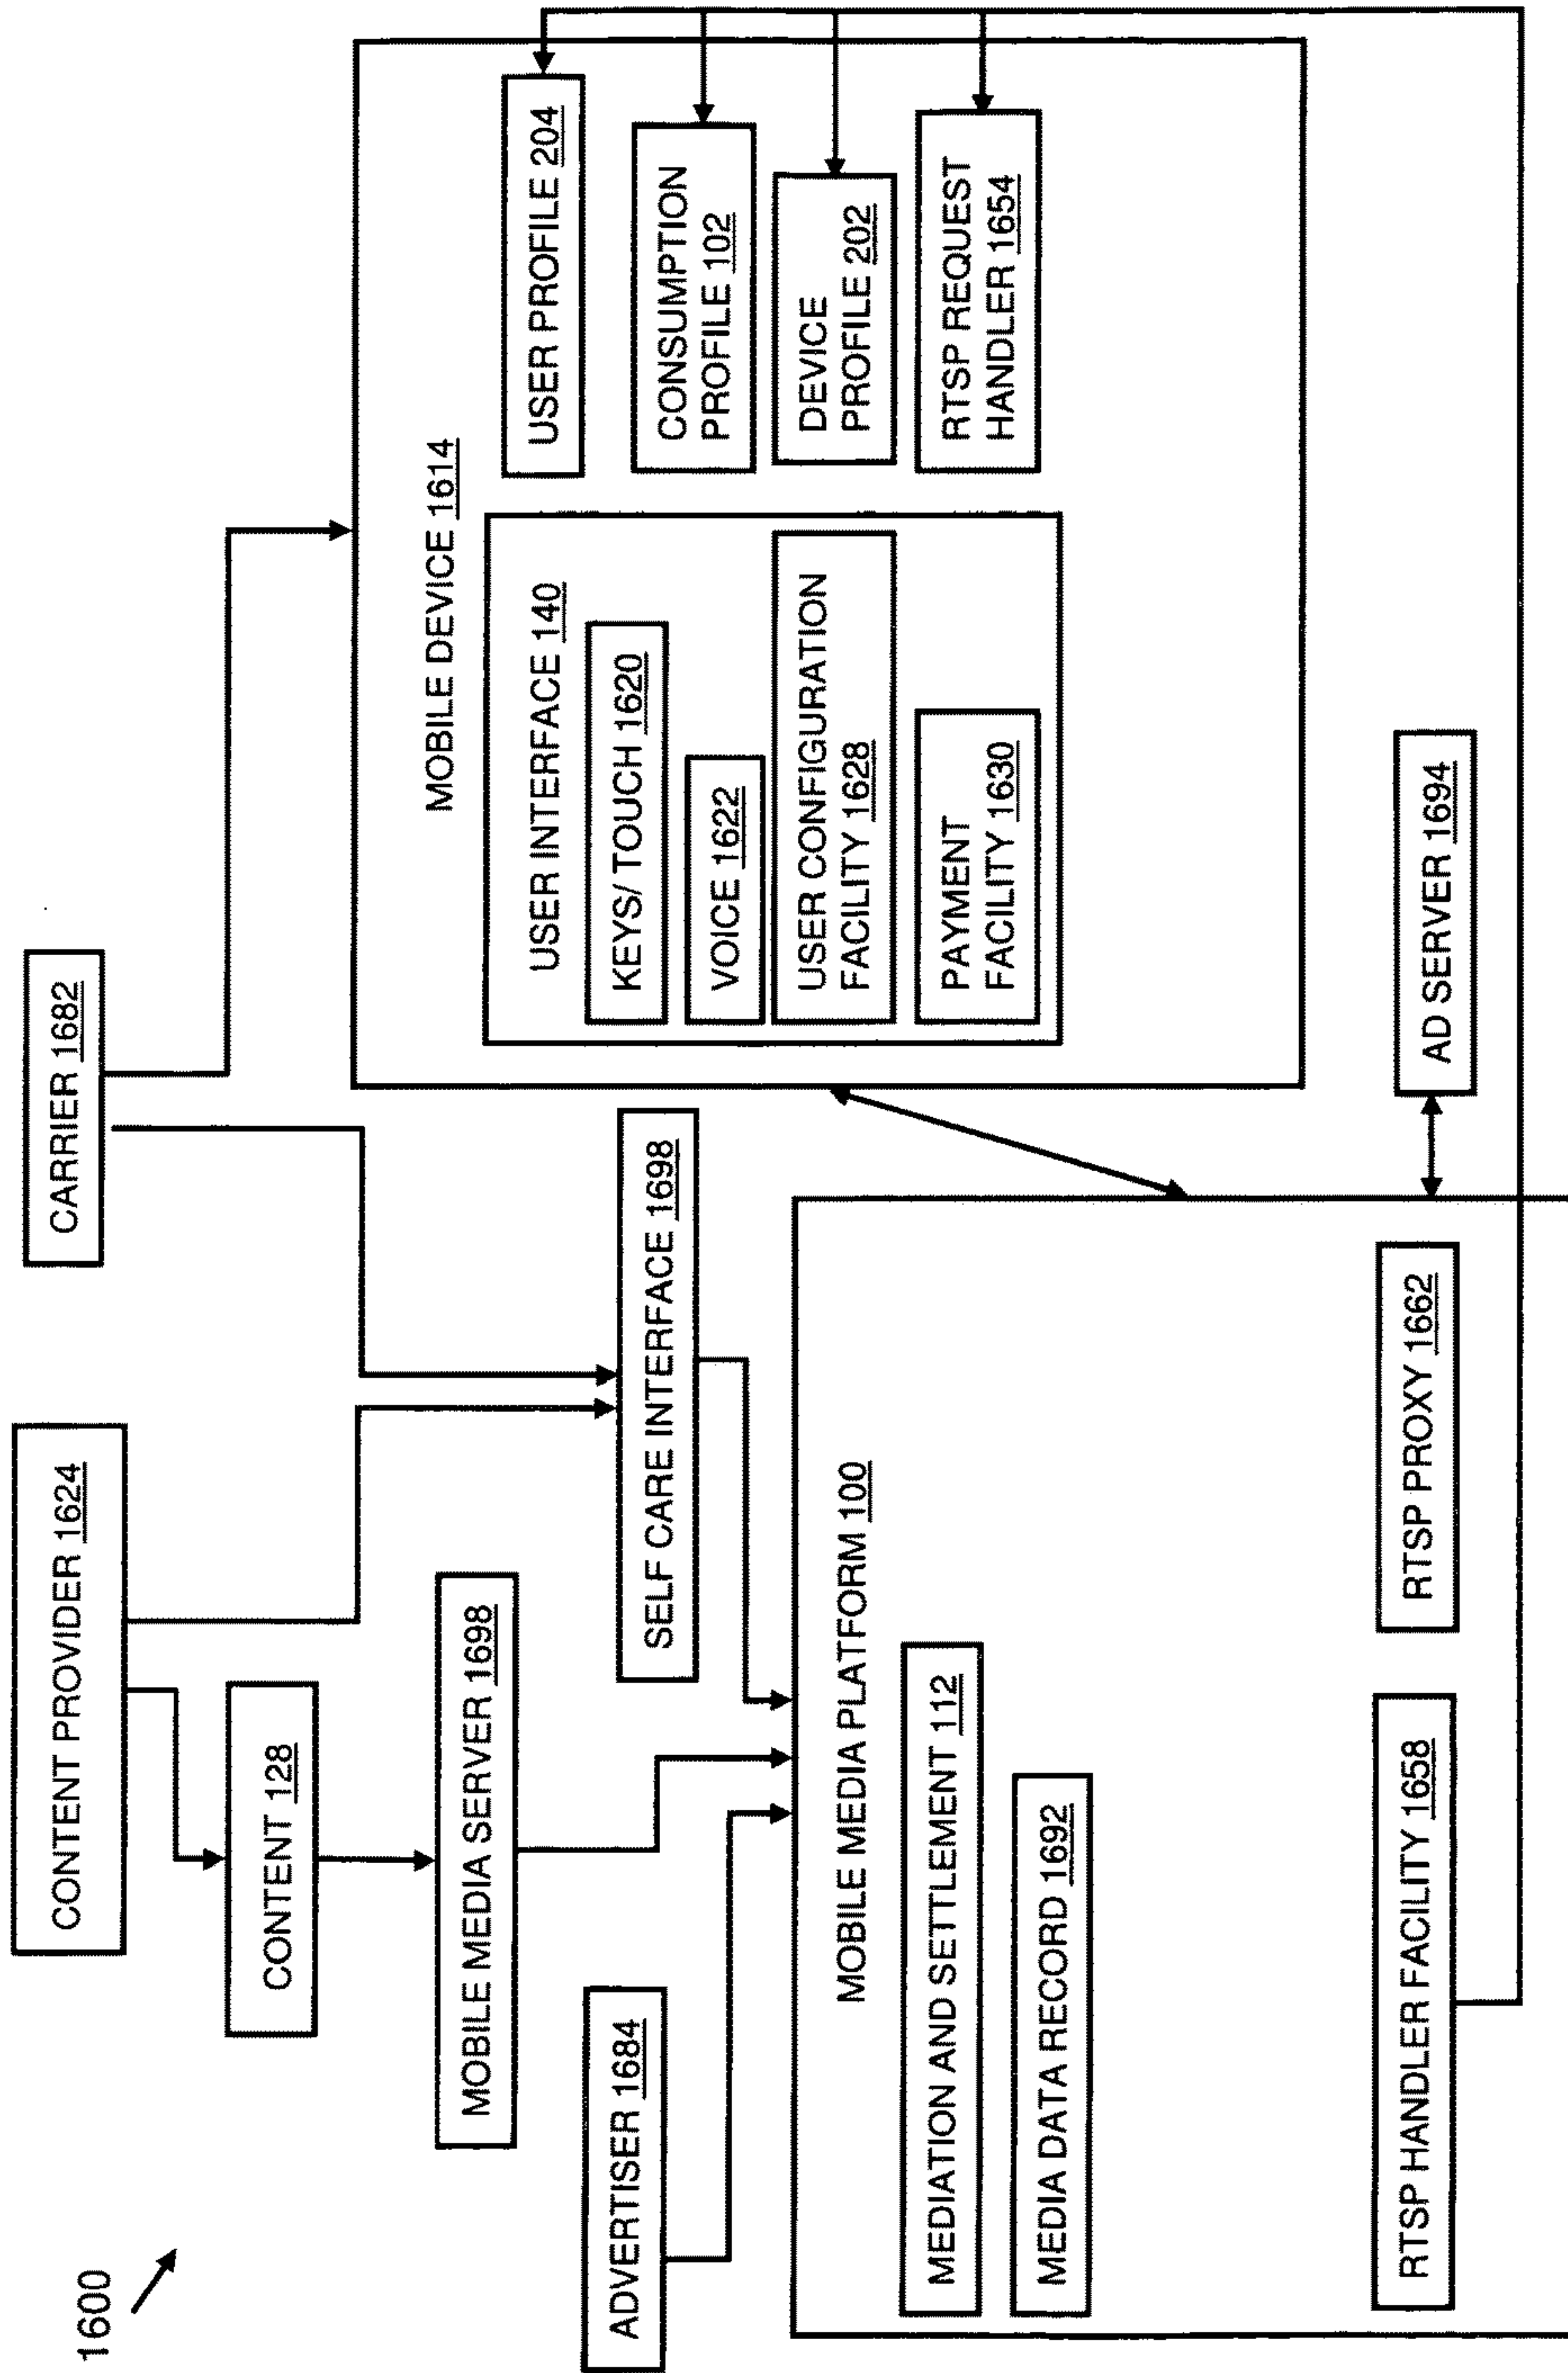 1600
CONTENT PROVIDER 1624
CARRIER 1682
CONTENT 128
MOBILE MEDIA SERVER 1698
ADVERTISER 1684
SELF CARE INTERFACE 1698
MOBILE DEVICE 1614
USER INTERFACE 140
KEYS/ TOUCH 1620
VOICE 1622
USER CONFIGURATION
FACILITY 1628
PAYMENT
FACILITY 1630
USER PROFILE 204
CONSUMPTION
PROFILE 102
DEVICE
PROFILE 202
RTSP REQUEST
HANDLER 1654
MOBILE MEDIA PLATFORM 100
MEDIATION AND SETTLEMENT 112
MEDIA DATA RECORD 1692
RTSP HANDLER FACILITY 1658
RTSP PROXY 1662
AD SERVER 1694